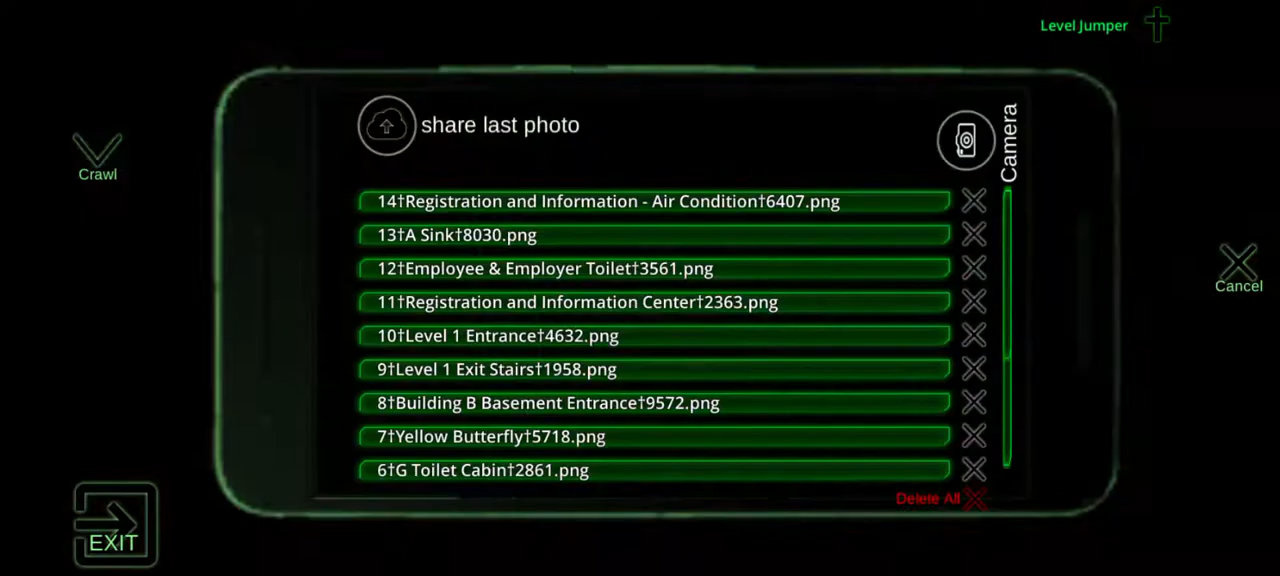 Level Jumper
share last photo
Camera
Crawl
14†Registration and Information - Air Condition†6407.png
13†A Sink†8030.png
12†Employee & Employer Toilet†3561.png
11†Registration and Information Center†2363.png
10†Level 1 Entrance†4632.png
9†Level 1 Exit Stairs†1958.png
8†Building B Basement Entrance†9572.png
7†Yellow Butterfly†5718.png
6†G Toilet Cabin†2861.png
Cancel
Delete All
EXIT